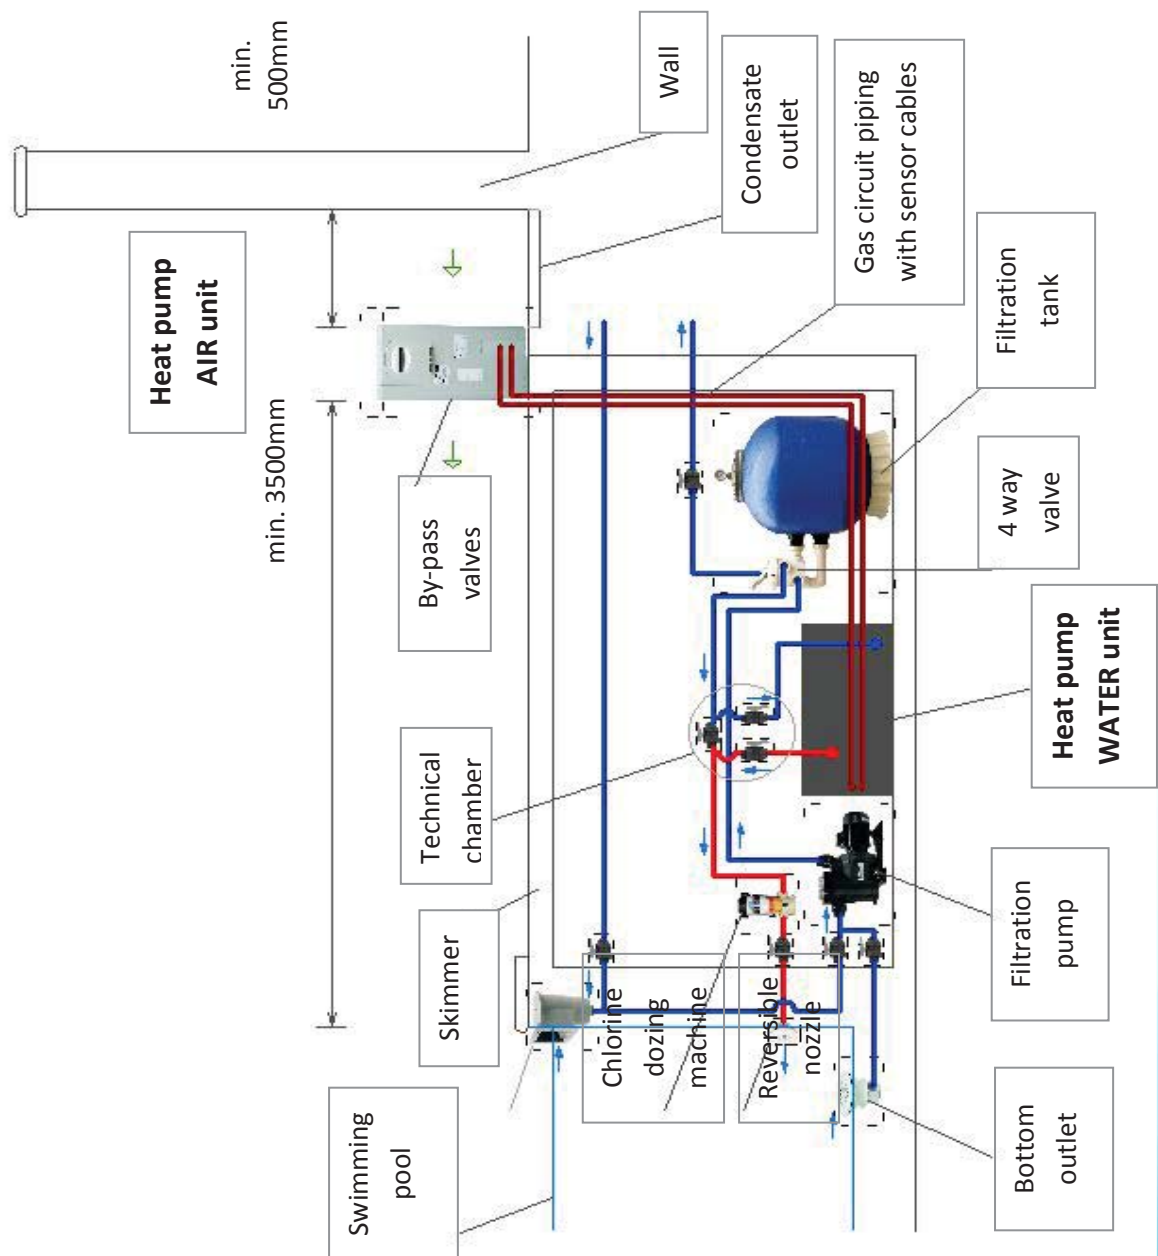 min.
500mm
Wall
Condensate
outlet
Gas circuit piping
with sensor cables
Filtration
tank
Heat pump
AIR unit
min. 3500mm
By-pass
valves
4 way
valve
Heat pump
WATER unit
Technical
chamber
Skimmer
Filtration
pump
Chlorine
dozing
machine
Reversible
nozzle
Swimming
pool
Bottom
outlet